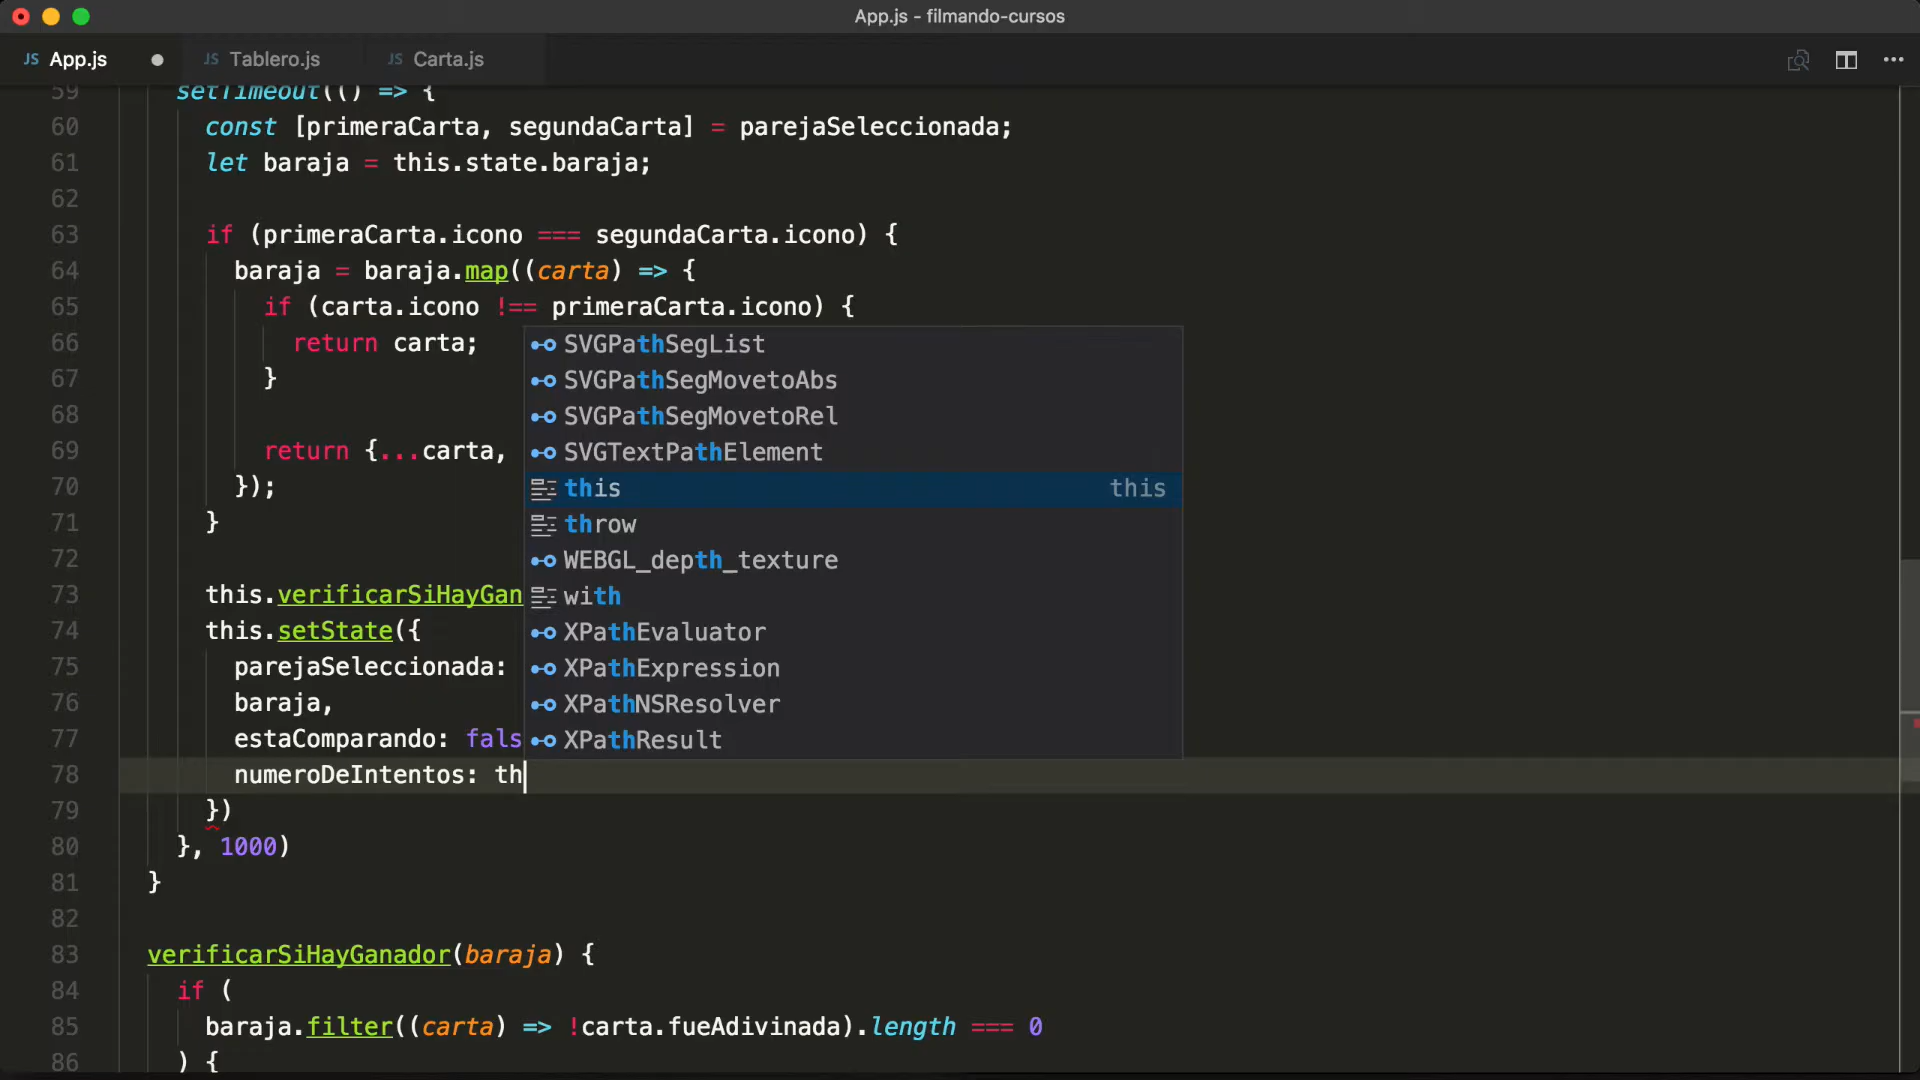 App.js - filmando-cursos
JS App.js ● JS Tablero.js JS Carta.js
59 setTimeout(() => {
60 const [primeraCarta, segundaCarta] = parejaSeleccionada;
61 let baraja = this.state.baraja;
62
63 if (primeraCarta.icono === segundaCarta.icono) {
64 baraja = baraja.map((carta) => {
65 if (carta.icono !== primeraCarta.icono) {
66 return carta;
67 }
68
69 return {...carta,
70 });
71 }
72
73 this.verificarSiHayGan
74 this.setState({
75 parejaSeleccionada:
76 baraja,
77 estaComparando: fals
78 numeroDeIntentos: th
79 })
80 }, 1000)
81 }
82
83 verificarSiHayGanador(baraja) {
84 if (
85 baraja.filter((carta) => !carta.fueAdivinada).length === 0
86 ) {
SVGPathSegList
SVGPathSegMovetoAbs
SVGPathSegMovetoRel
SVGTextPathElement
this this
throw
WEBGL_depth_texture
with
XPathEvaluator
XPathExpression
XPathNSResolver
XPathResult